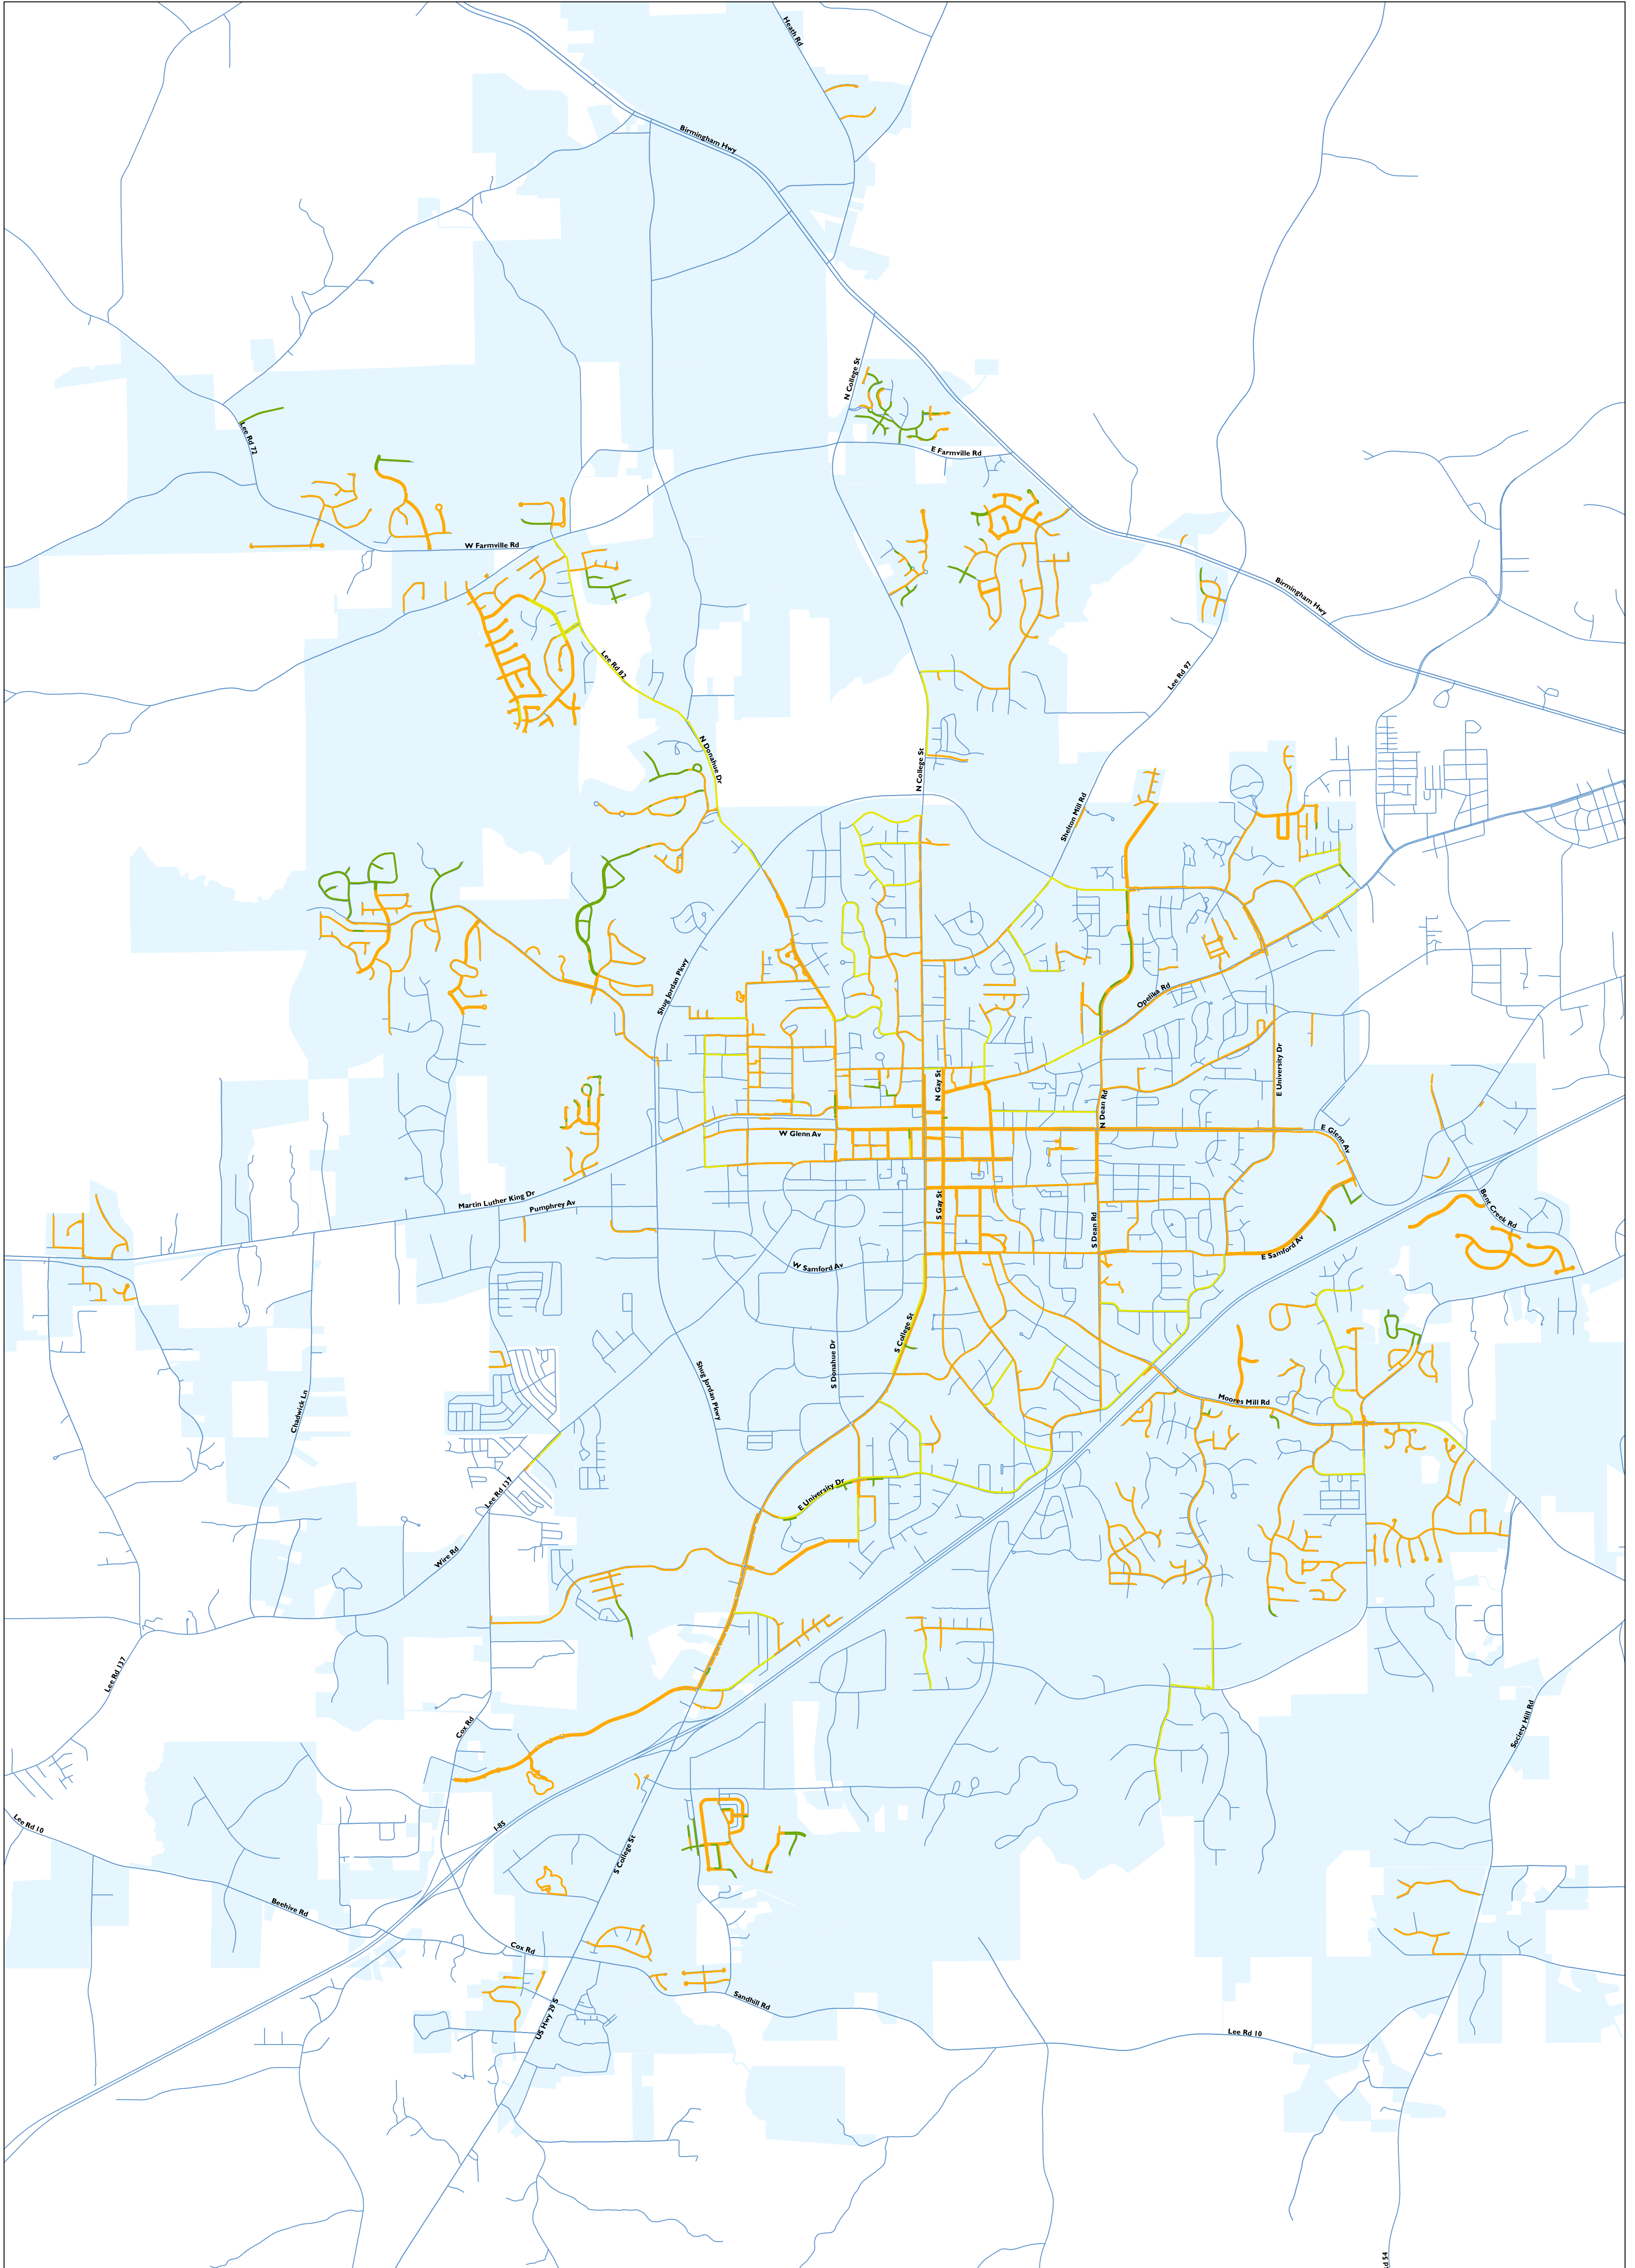 Heath Rd
Birmingham Hwy
N College St
E Farmville Rd
Lee Rd 72
W Farmville Rd
Birmingham Hwy
Lee Rd 82
Lee Rd 97
N Donahue Dr
N College St
Shelton Mill Rd
Shug Jordan Pkwy
Opelika Rd
E University Dr
N Gay St
N Dean Rd
W Glenn Av
E Glenn Av
Martin Luther King Dr
Pumphrey Av
S Gay St
S Dean Rd
Bent Creek Rd
E Samford Av
W Samford Av
S College St
S Donahue Dr
Shug Jordan Pkwy
Chadwick Ln
Moores Mill Rd
Lee Rd 137
E University Dr
Wire Rd
Lee Rd 137
Cox Rd
Society Hill Rd
Lee Rd 10
I-85
S College St
Beehive Rd
Cox Rd
Sandhill Rd
US Hwy 29 S
Lee Rd 10
d 54